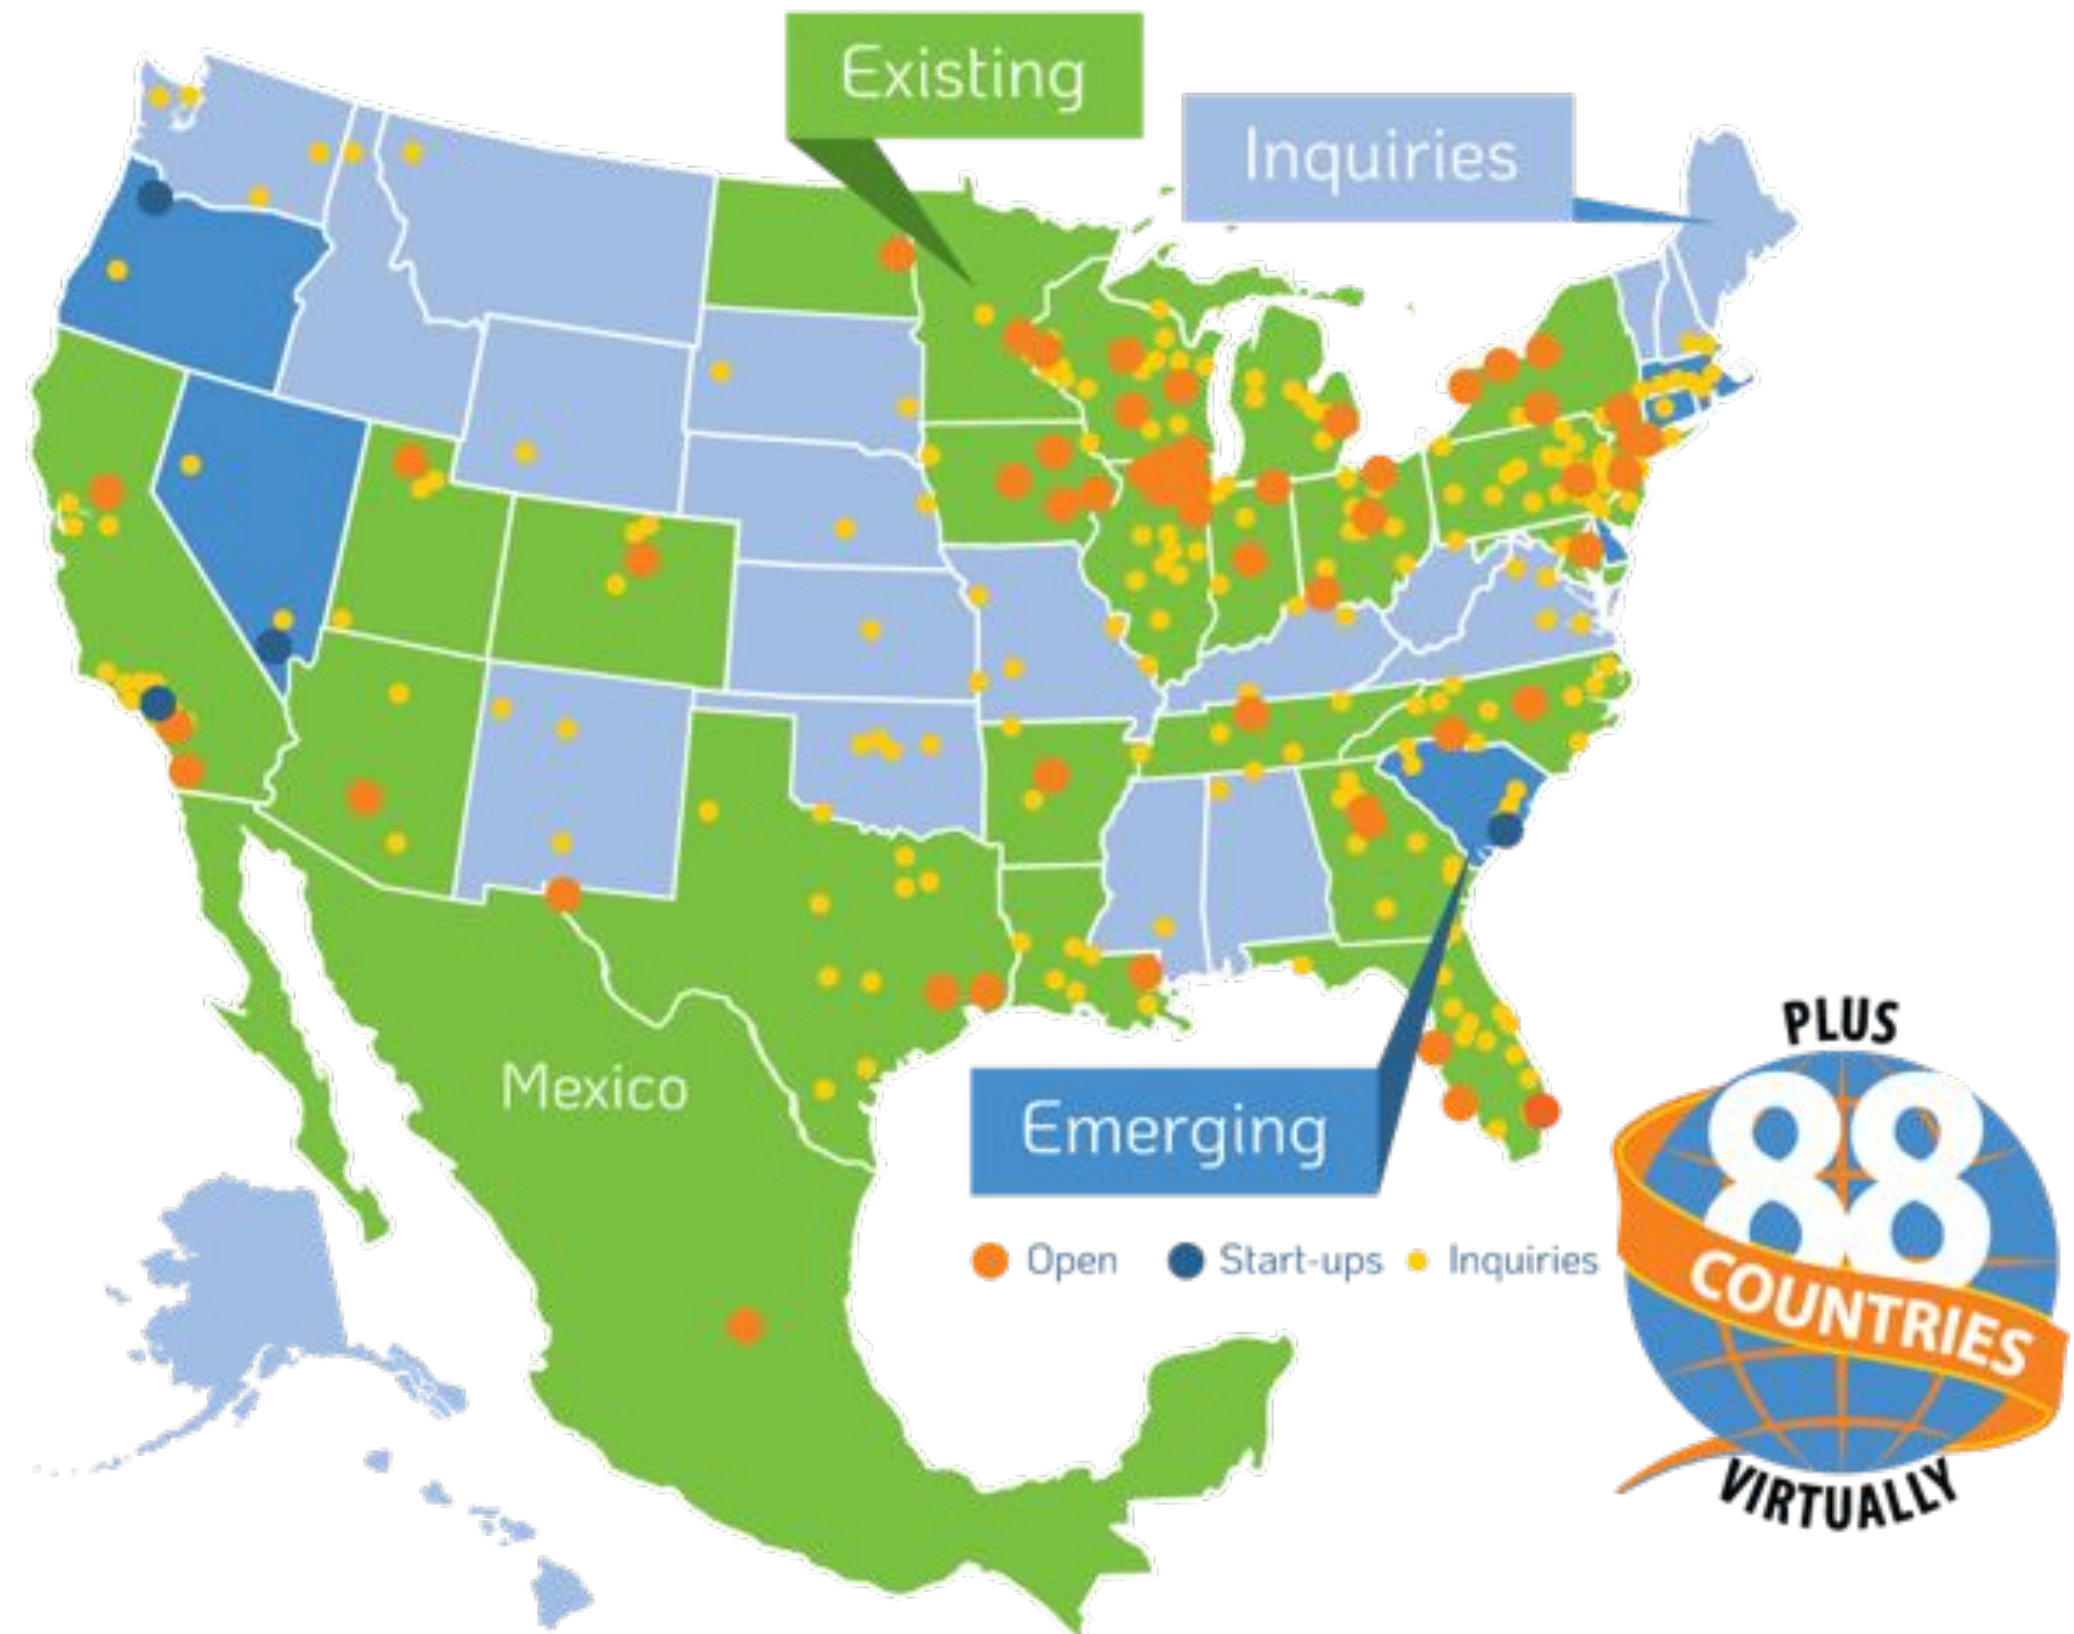 Existing
Inquiries
Mexico
Emerging
Open
Start-ups
Inquiries
PLUS
88
COUNTRIES
VIRTUALLY